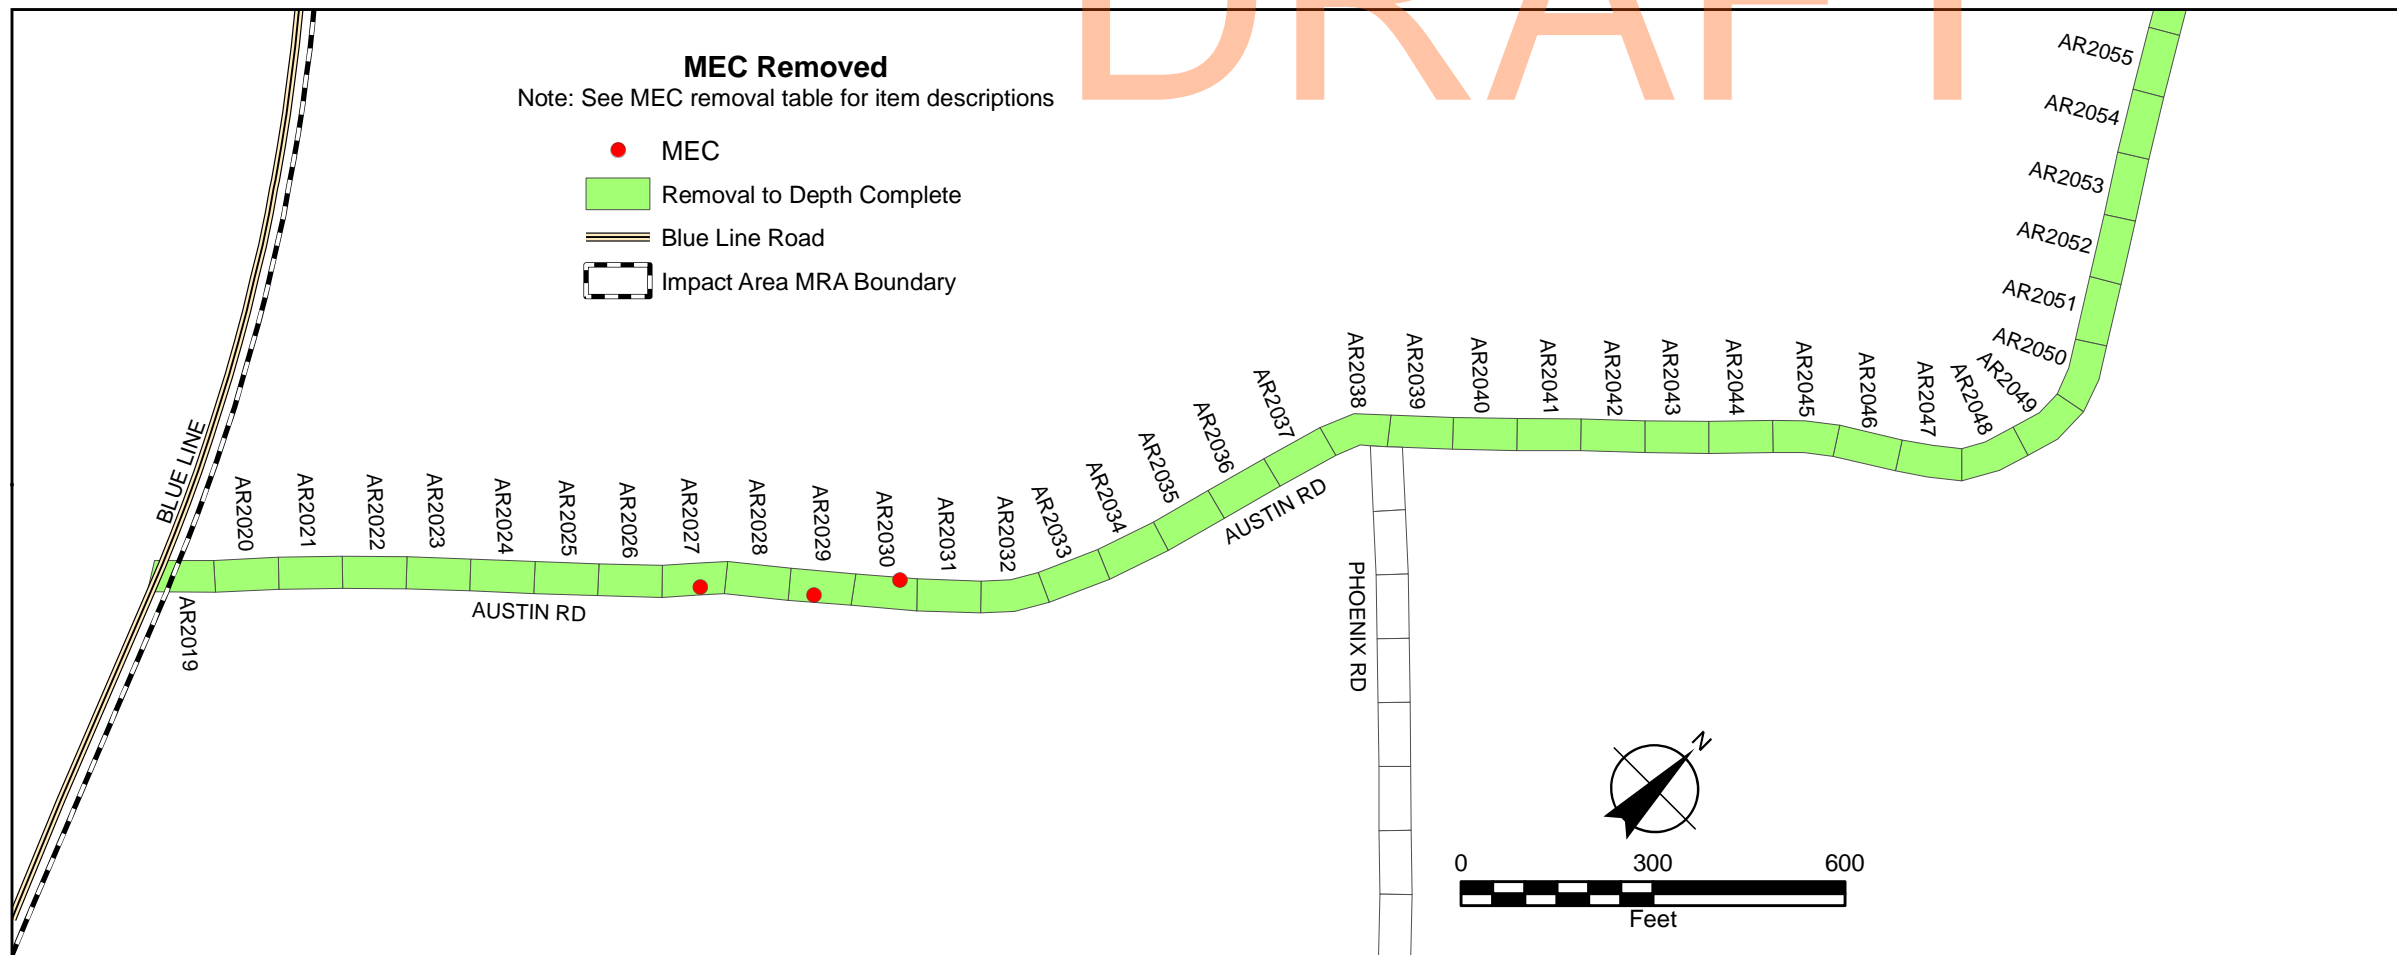 DRAFT
MEC Removed
Note: See MEC removal table for item descriptions
MEC
Removal to Depth Complete
Blue Line Road
Impact Area MRA Boundary
BLUE LINE
AR2019
AR2020
AR2021
AR2022
AR2023
AR2024
AR2025
AR2026
AR2027
AR2028
AR2029
AR2030
AR2031
AR2032
AR2033
AR2034
AR2035
AR2036
AR2037
AR2038
AR2039
AR2040
AR2041
AR2042
AR2043
AR2044
AR2045
AR2046
AR2047
AR2048
AR2049
AR2050
AR2051
AR2052
AR2053
AR2054
AR2055
AUSTIN RD
AUSTIN RD
PHOENIX RD
N
0 300 600
Feet